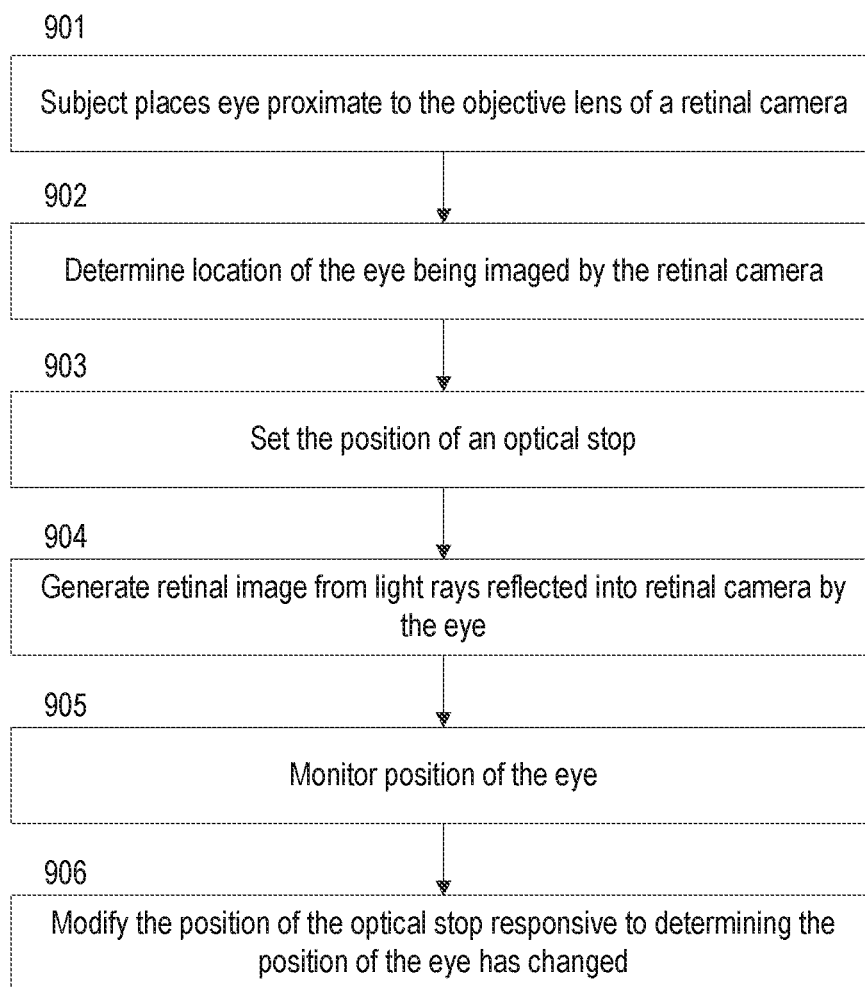 901
Subject places eye proximate to the objective lens of a retinal camera
902
Determine location of the eye being imaged by the retinal camera
903
Set the position of an optical stop
904
Generate retinal image from light rays reflected into retinal camera by
the eye
905
Monitor position of the eye
906
Modify the position of the optical stop responsive to determining the
position of the eye has changed